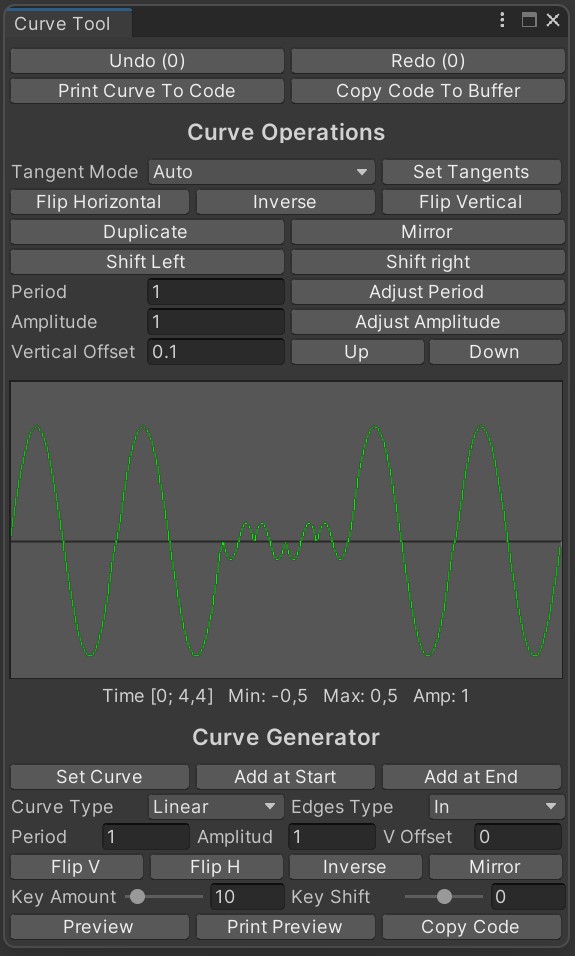 Curve Tool
Undo (0) Redo (0)
Print Curve To Code Copy Code To Buffer
Curve Operations
Tangent Mode Auto Set Tangents
Flip Horizontal Inverse Flip Vertical
Duplicate Mirror
Shift Left Shift right
Period 1 Adjust Period
Amplitude 1 Adjust Amplitude
Vertical Offset 0.1 Up Down
Time [0; 4,4] Min: -0,5 Max: 0,5 Amp: 1
Curve Generator
Set Curve Add at Start Add at End
Curve Type Linear Edges Type In
Period 1 Amplitud 1 V Offset 0
Flip V Flip H Inverse Mirror
Key Amount 10 Key Shift 0
Preview Print Preview Copy Code